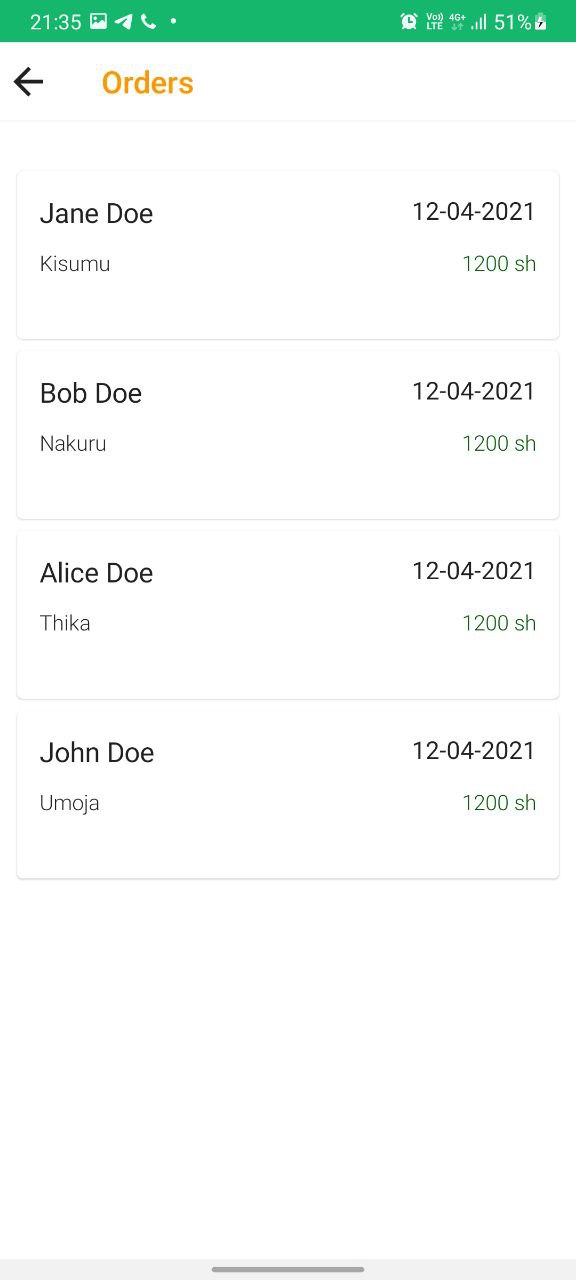 21:35 Vo)) LTE 4G+ 51%
Orders
Jane Doe 12-04-2021
Kisumu 1200 sh
Bob Doe 12-04-2021
Nakuru 1200 sh
Alice Doe 12-04-2021
Thika 1200 sh
John Doe 12-04-2021
Umoja 1200 sh